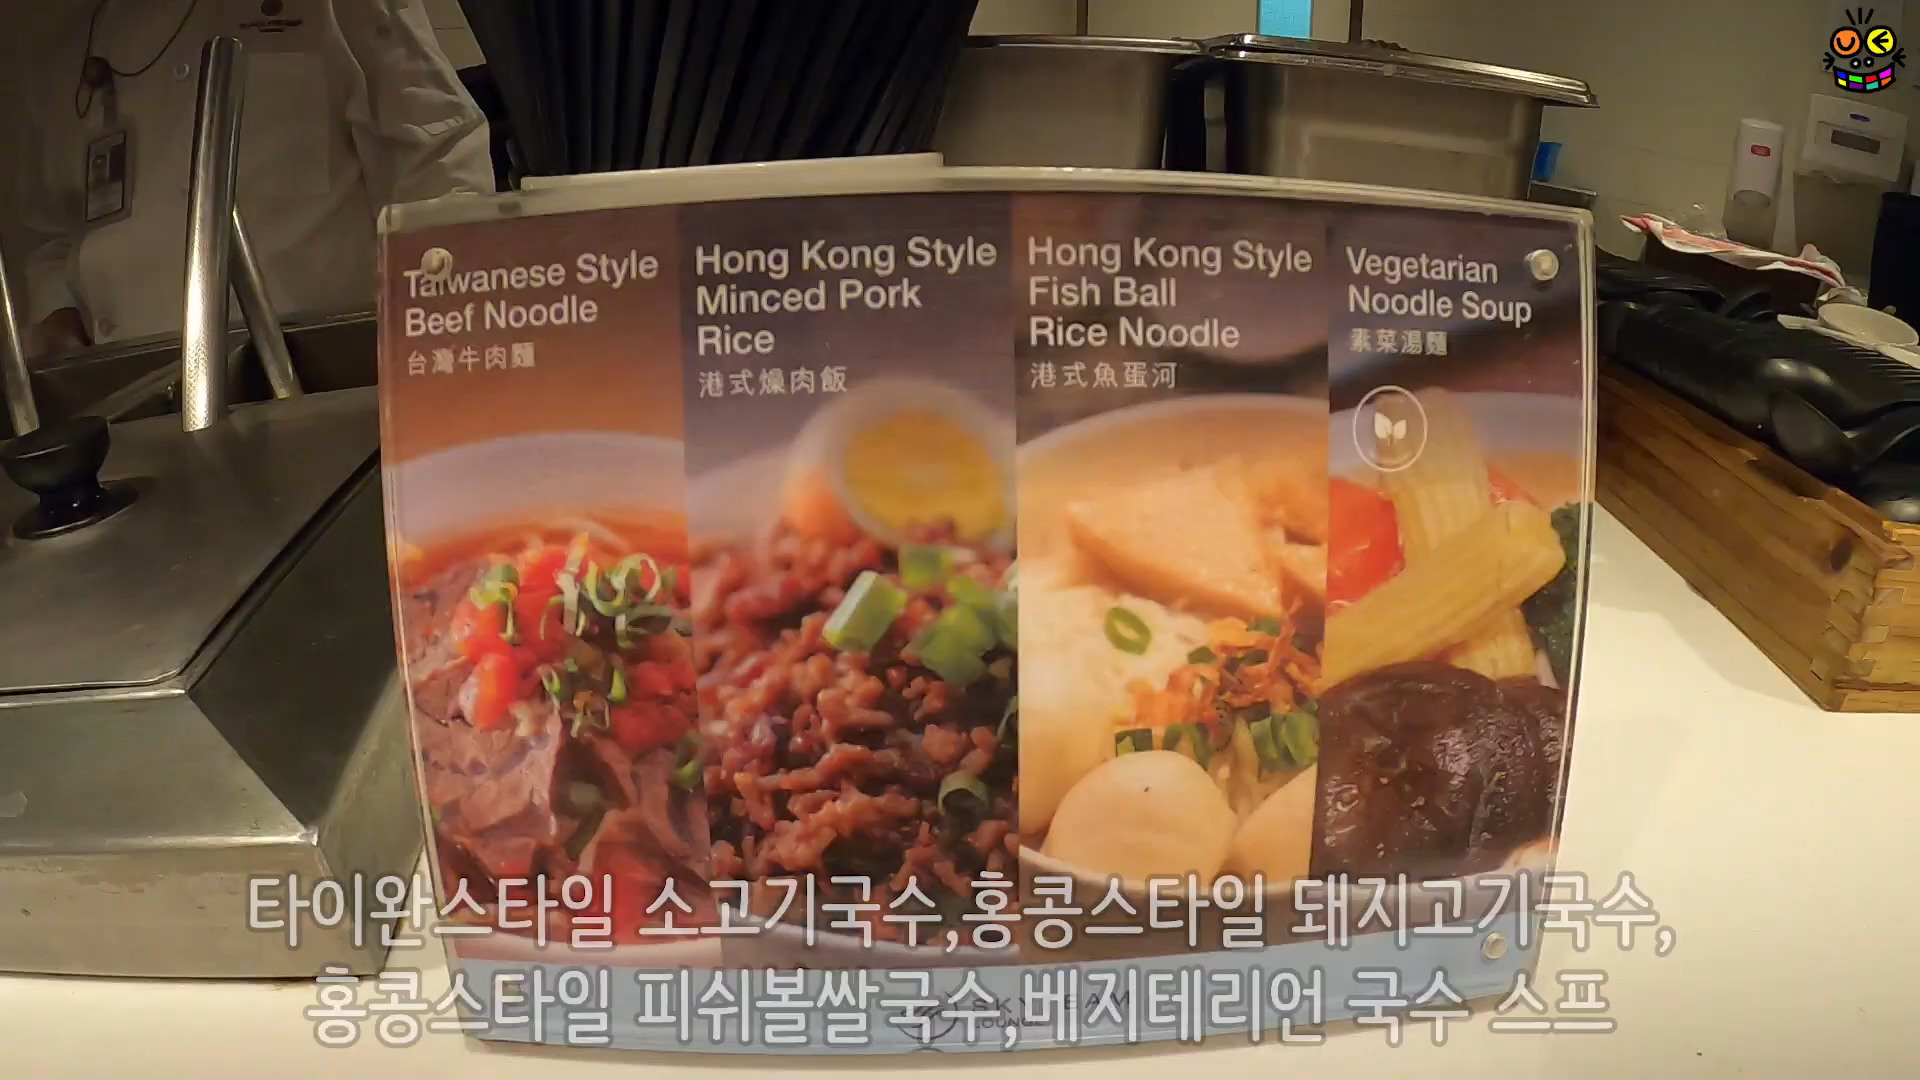 Taiwanese Style
Beef Noodle
台灣牛肉麵
Hong Kong Style
Minced Pork
Rice
港式燥肉飯
Hong Kong Style
Fish Ball
Rice Noodle
港式魚蛋河
Vegetarian
Noodle Soup
素菜湯麵
타이완스타일 소고기국수,홍콩스타일 돼지고기국수,
홍콩스타일 피쉬볼쌀국수,베지테리언 국수 스프
SKYTEAM
LOUNGE